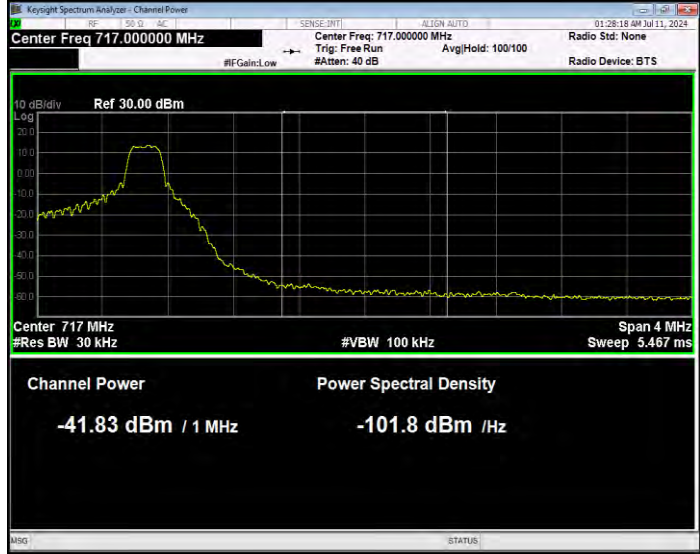 Keysight Spectrum Analyzer - Channel Power
RF 50 Ω AC SENSE:INT ALIGN AUTO 01:28:18 AM Jul 11, 2024
Center Freq 717.000000 MHz Center Freq: 717.000000 MHz Radio Std: None
Trig: Free Run Avg|Hold: 100/100
#IFGain:Low #Atten: 40 dB Radio Device: BTS
10 dB/div Ref 30.00 dBm
Log
20.0
10.0
0.00
-10.0
-20.0
-30.0
-40.0
-50.0
-60.0
Center 717 MHz Span 4 MHz
#Res BW 30 kHz #VBW 100 kHz Sweep 5.467 ms
Channel Power Power Spectral Density
-41.83 dBm / 1 MHz -101.8 dBm /Hz
MSG STATUS